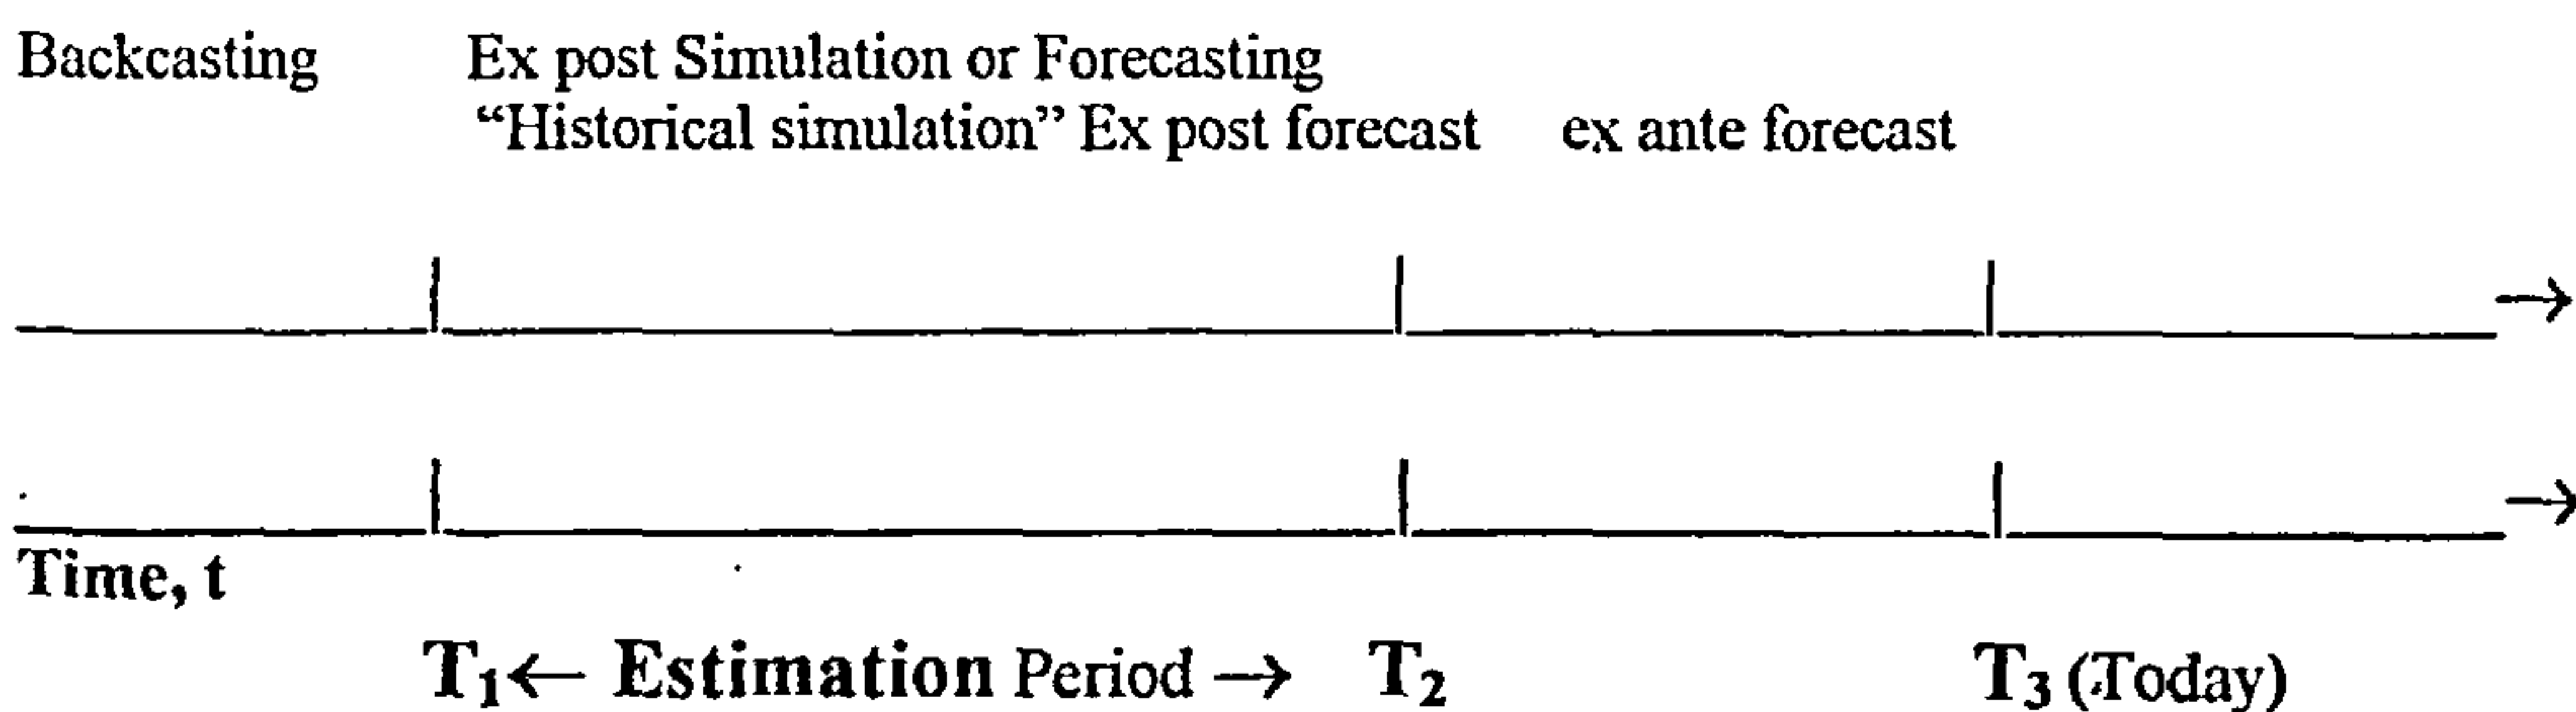 Backcasting Ex post Simulation or Forecasting
“Historical simulation” Ex post forecast ex ante forecast
→
→
Time, t
T₁← Estimation Period → T₂ T₃ (Today)